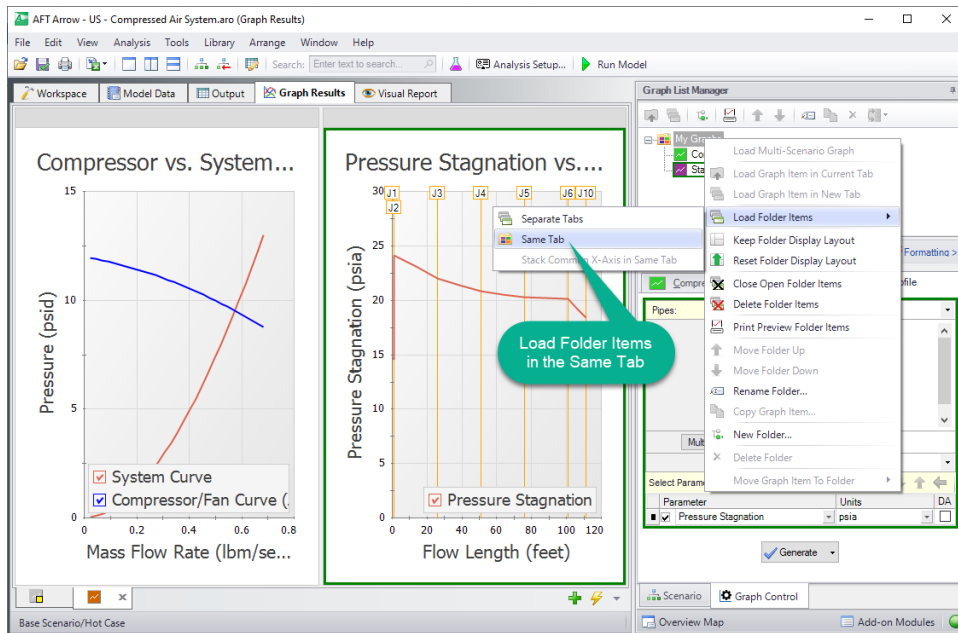 AFT Arrow - US - Compressed Air System.aro (Graph Results)
File Edit View Analysis Tools Library Arrange Window Help
Search: Enter text to search... Analysis Setup... Run Model
Workspace Model Data Output Graph Results Visual Report
Compressor vs. System...
Pressure (psid)
15
10
5
0
System Curve
Compressor/Fan Curve (.
0 0.2 0.4 0.6 0.8
Mass Flow Rate (lbm/se...
Pressure Stagnation vs....
Pressure Stagnation (psia)
J1 J3 J4 J5 J6 J10
J2
30
25
20
15
10
5
0
Pressure Stagnation
0 20 40 60 80 100 120
Flow Length (feet)
Separate Tabs
Same Tab
Stack Common X-Axis in Same Tab
Load Folder Items
in the Same Tab
Graph List Manager
My Graphs
Co
Sta
Load Multi-Scenario Graph
Load Graph Item in Current Tab
Load Graph Item in New Tab
Load Folder Items
Keep Folder Display Layout
Reset Folder Display Layout
Close Open Folder Items
Delete Folder Items
Print Preview Folder Items
Move Folder Up
Move Folder Down
Rename Folder...
Copy Graph Item...
New Folder...
Delete Folder
Move Graph Item To Folder
Formatting >
Compre
ofile
Pipes:
Mult
Select Parame
Parameter Units DA
Pressure Stagnation psia
Generate
Scenario Graph Control
Base Scenario/Hot Case
Overview Map Add-on Modules